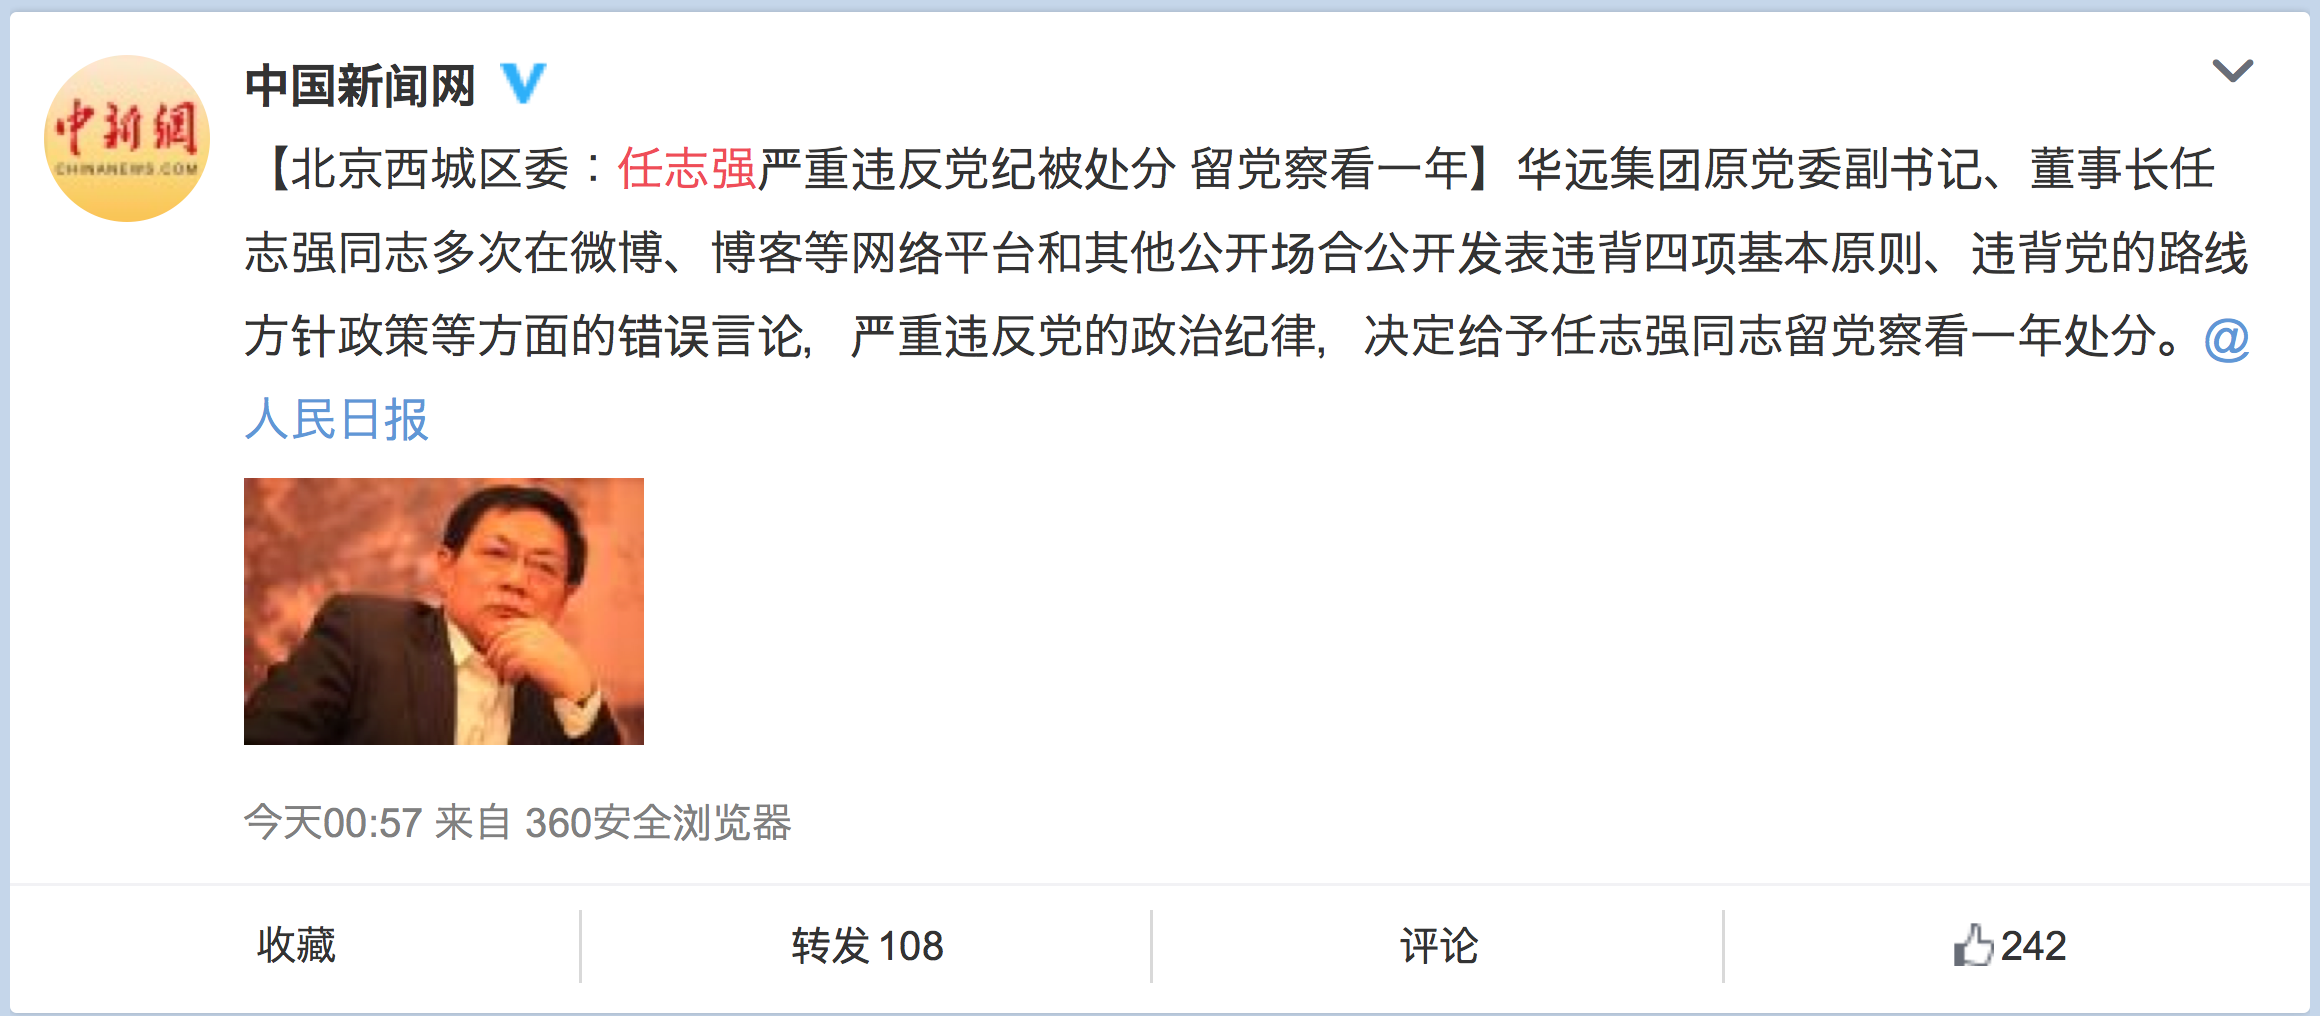 中新網
CHINANEWS.COM
中国新闻网
【北京西城区委：任志强严重违反党纪被处分 留党察看一年】华远集团原党委副书记、董事长任
志强同志多次在微博、博客等网络平台和其他公开场合公开发表违背四项基本原则、违背党的路线
方针政策等方面的错误言论，严重违反党的政治纪律，决定给予任志强同志留党察看一年处分。@
人民日报
今天00:57 来自 360安全浏览器
收藏
转发 108
评论
242